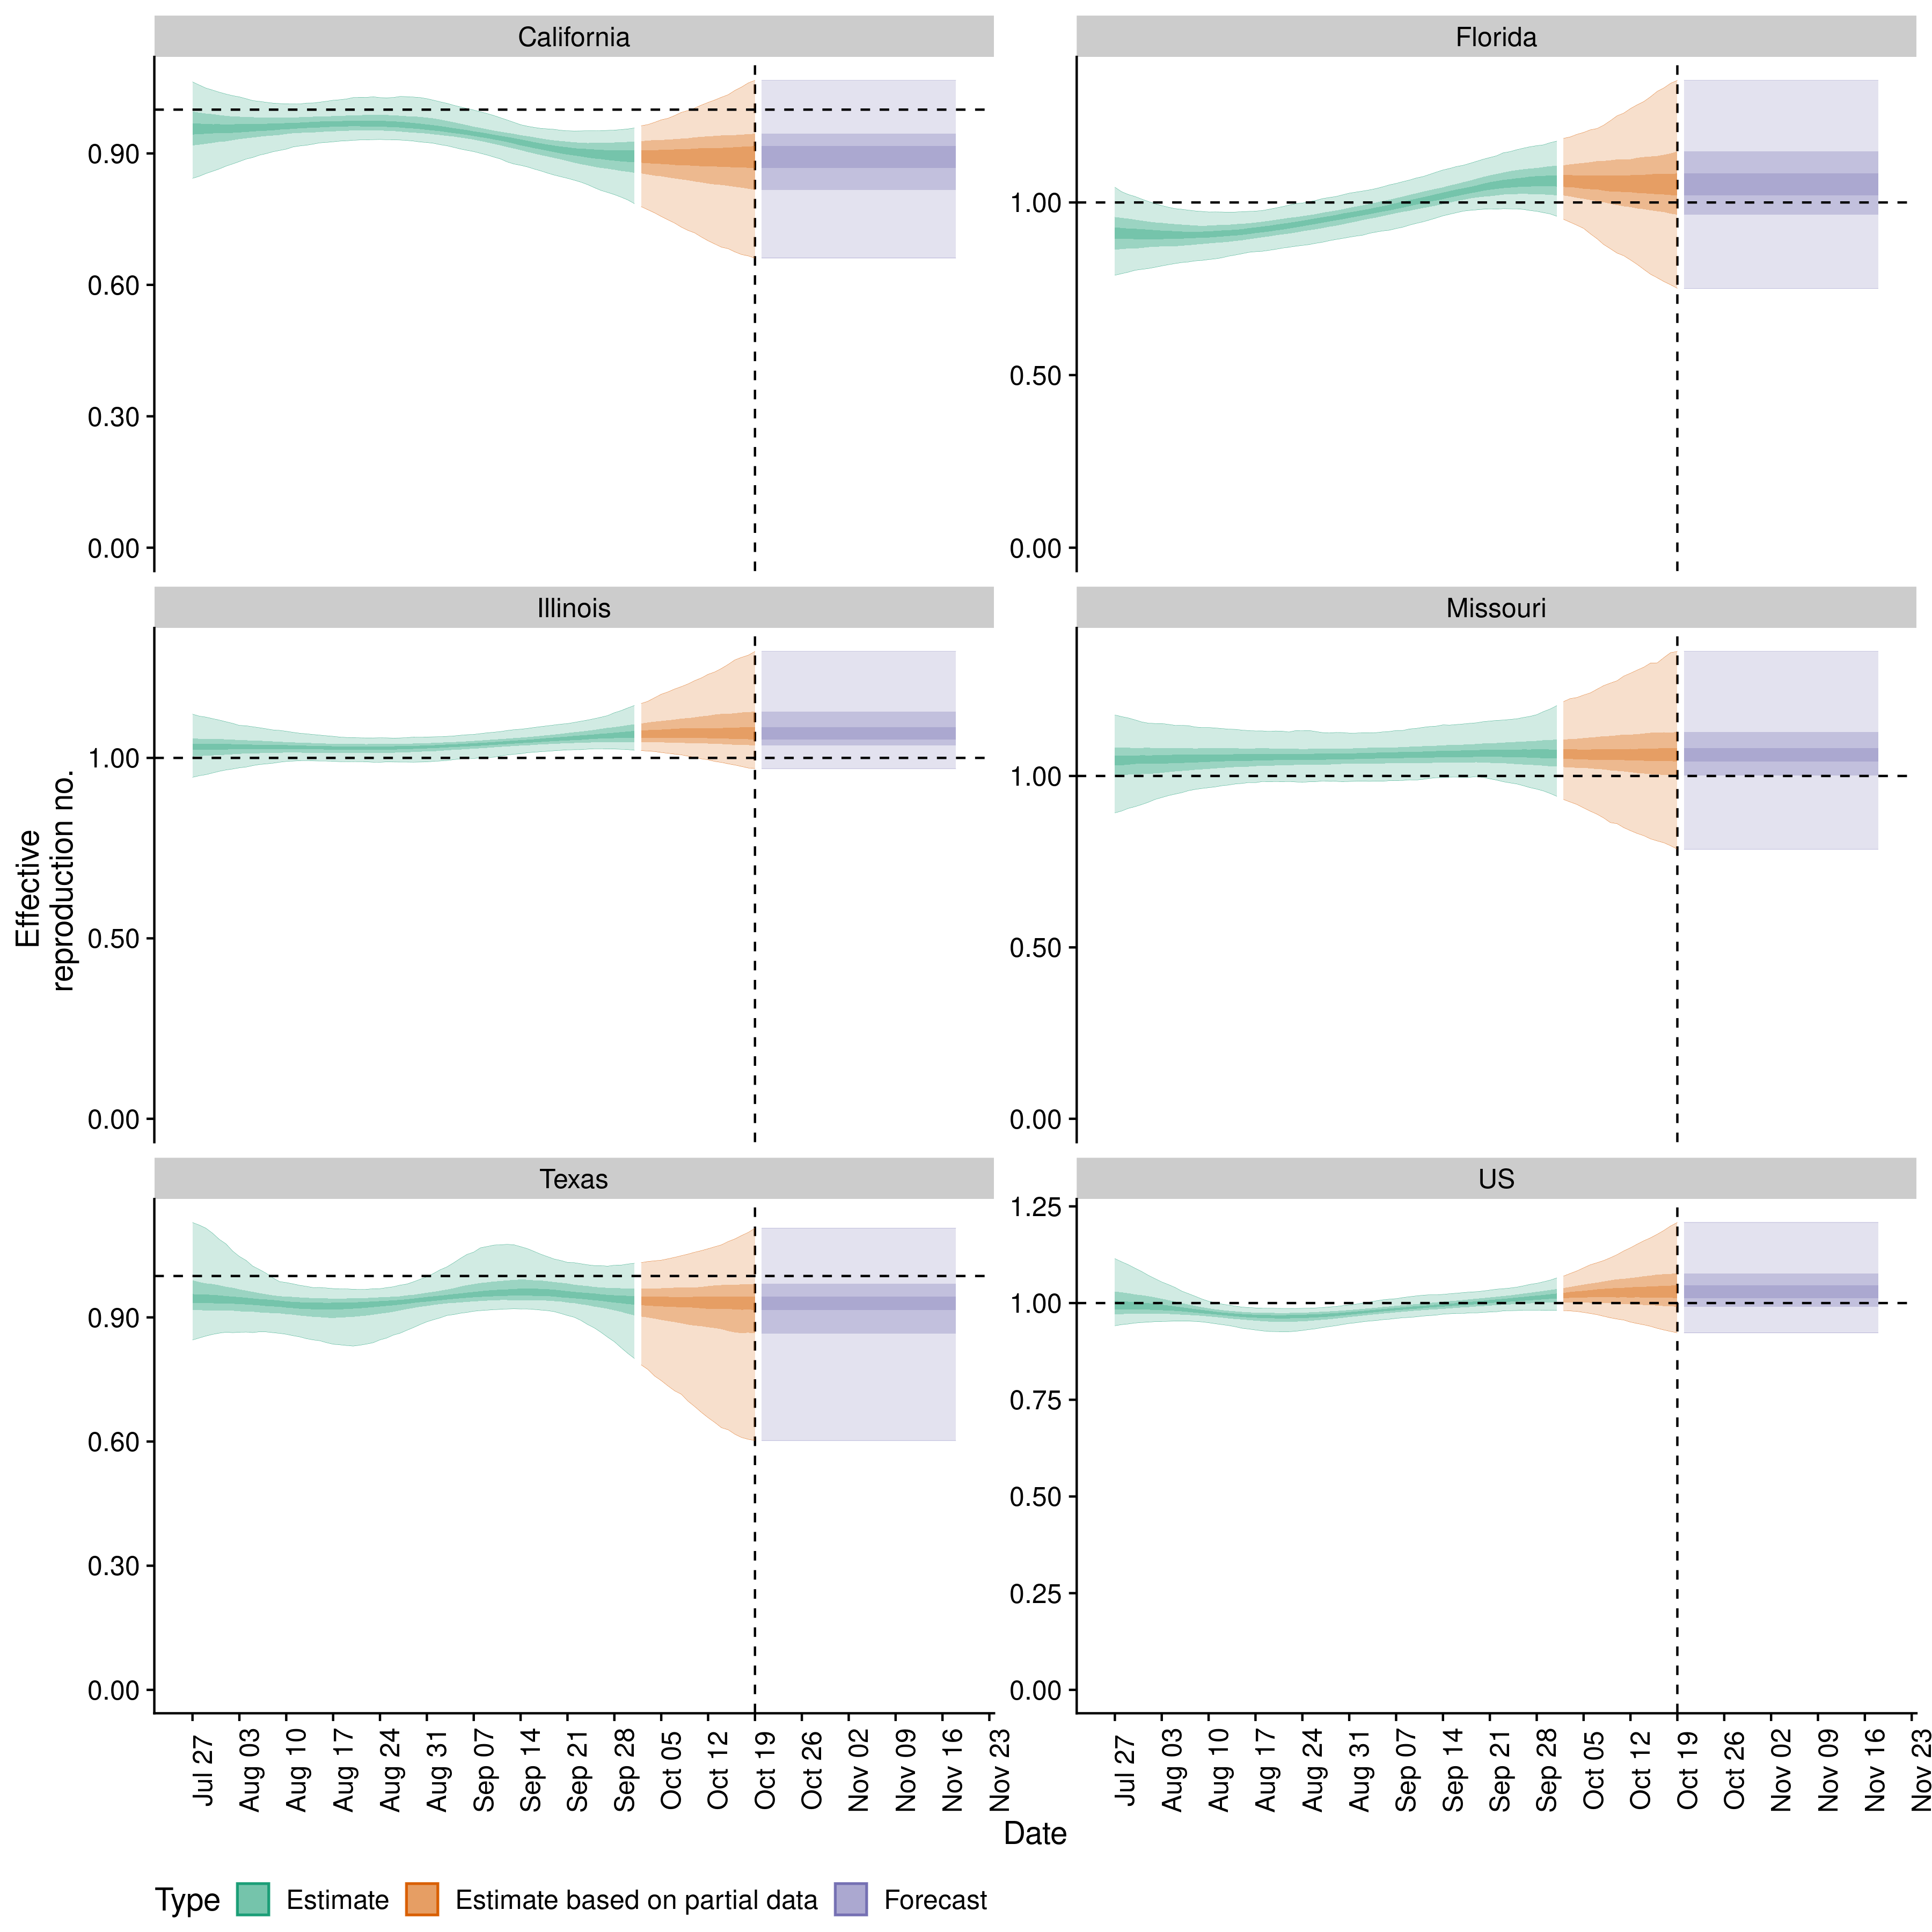 California
Florida
0.90
0.60
0.30
0.00
1.00
0.50
0.00
Illinois
Missouri
1.00
0.50
0.00
1.00
0.50
0.00
Effective
reproduction no.
Texas
US
0.90
0.60
0.30
0.00
1.25
1.00
0.75
0.50
0.25
0.00
Jul 27
Aug 03
Aug 10
Aug 17
Aug 24
Aug 31
Sep 07
Sep 14
Sep 21
Sep 28
Oct 05
Oct 12
Oct 19
Oct 26
Nov 02
Nov 09
Nov 16
Nov 23
Jul 27
Aug 03
Aug 10
Aug 17
Aug 24
Aug 31
Sep 07
Sep 14
Sep 21
Sep 28
Oct 05
Oct 12
Oct 19
Oct 26
Nov 02
Nov 09
Nov 16
Nov 23
Date
Type Estimate Estimate based on partial data Forecast